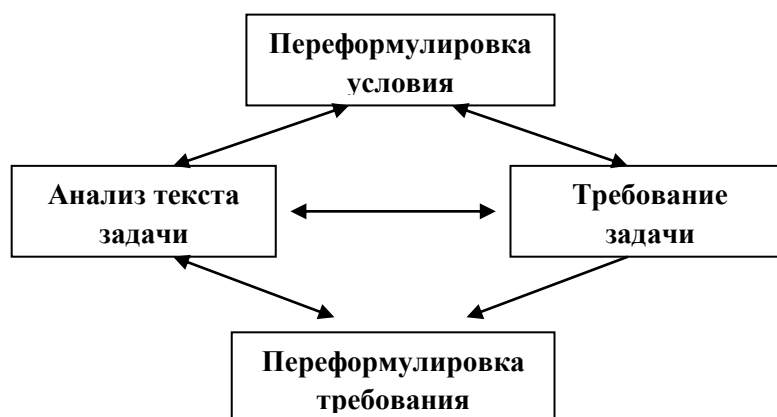 Переформулировка
условия
Анализ текста
задачи
Требование
задачи
Переформулировка
требования